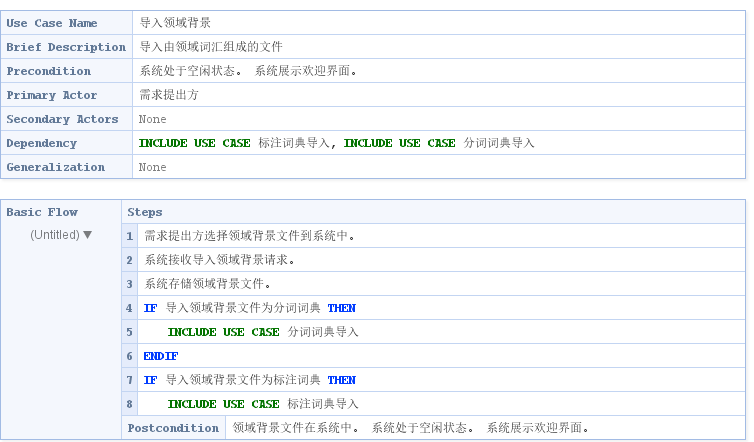 Use Case Name 导入领域背景
Brief Description 导入由领域词汇组成的文件
Precondition 系统处于空闲状态。 系统展示欢迎界面。
Primary Actor 需求提出方
Secondary Actors None
Dependency INCLUDE USE CASE 标注词典导入, INCLUDE USE CASE 分词词典导入
Generalization None
Basic Flow Steps
(Untitled) ▼
1 需求提出方选择领域背景文件到系统中。
2 系统接收导入领域背景请求。
3 系统存储领域背景文件。
4 IF 导入领域背景文件为分词词典 THEN
5 INCLUDE USE CASE 分词词典导入
6 ENDIF
7 IF 导入领域背景文件为标注词典 THEN
8 INCLUDE USE CASE 标注词典导入
Postcondition 领域背景文件在系统中。 系统处于空闲状态。 系统展示欢迎界面。